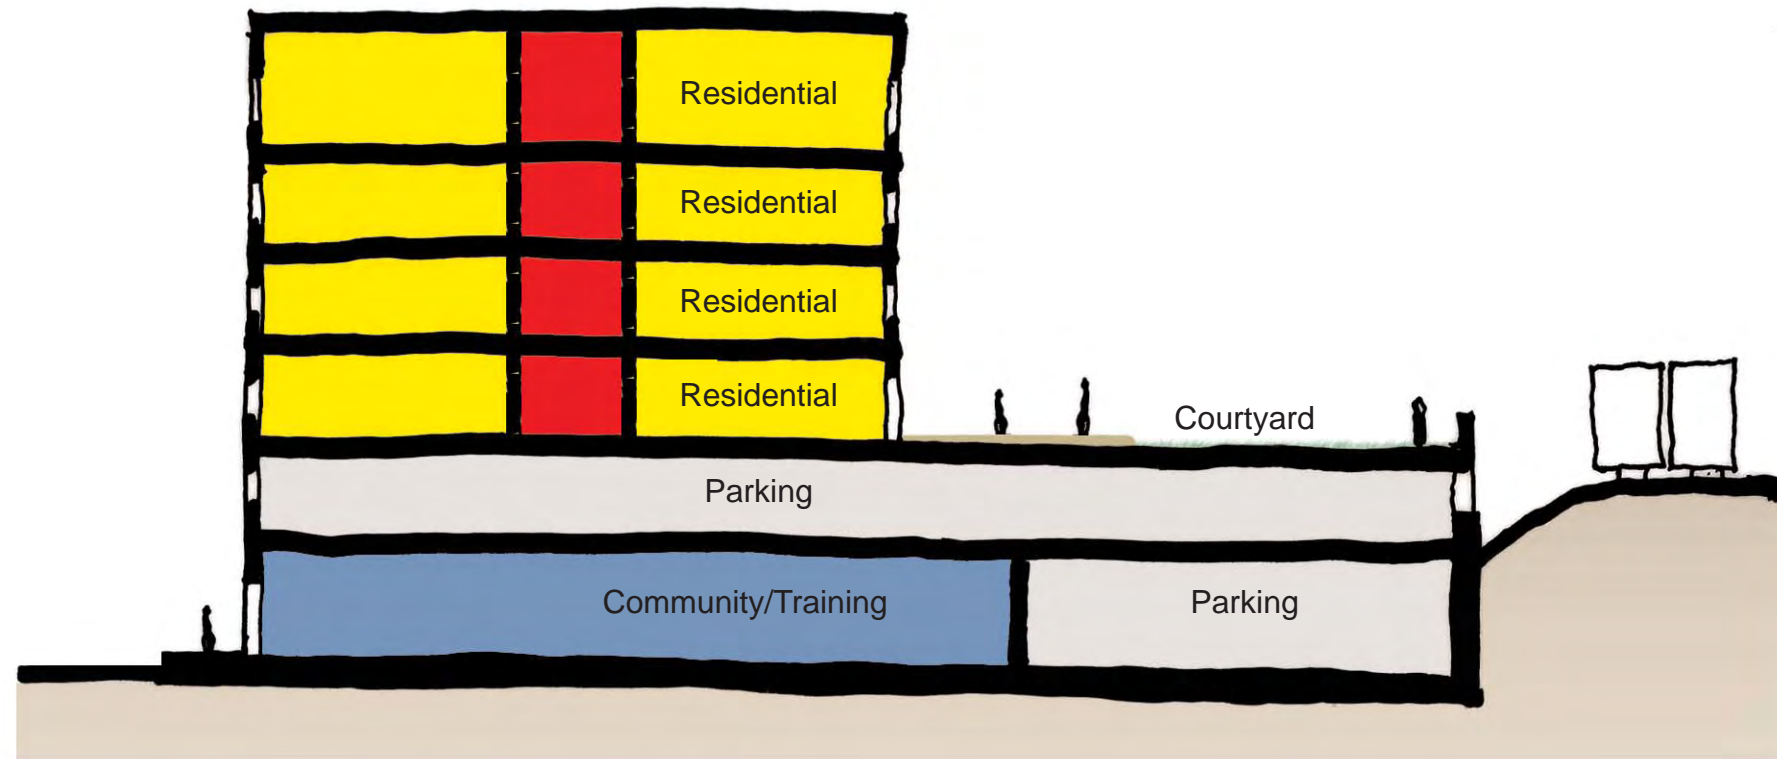 Residential
Residential
Residential
Residential
Courtyard
Parking
Community/Training
Parking